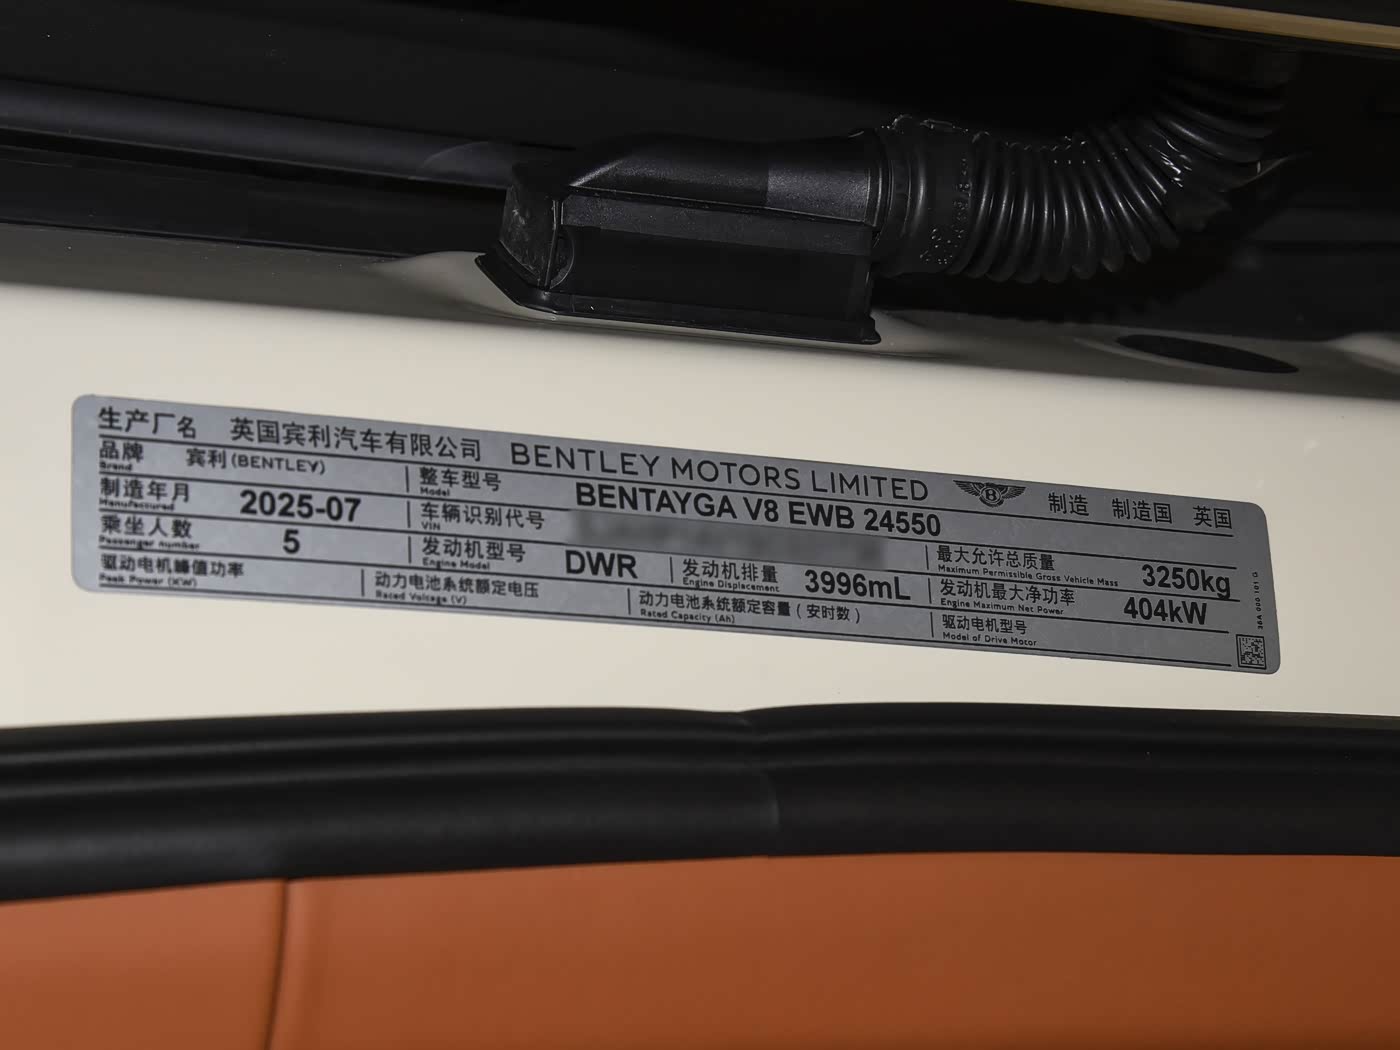 生产厂名 英国宾利汽车有限公司 BENTLEY MOTORS LIMITED B 制造 制造国 英国
品牌 宾利(BENTLEY) 整车型号 BENTAYGA V8 EWB 24550
Brand Model
制造年月 2025-07 车辆识别代号 最大允许总质量 3250kg
Manufactured VIN Maximum Permissible Gross Vehicle Mass
乘坐人数 5 发动机型号 DWR 发动机排量 3996mL 发动机最大净功率 404kW
Passenger number Engine Model Engine Displacement Engine Maximum Net Power
驱动电机峰值功率 动力电池系统额定电压 动力电池系统额定容量(安时数) 驱动电机型号
Peak Power (KW) Rated Voltage (V) Rated Capacity (Ah) Model of Drive Motor